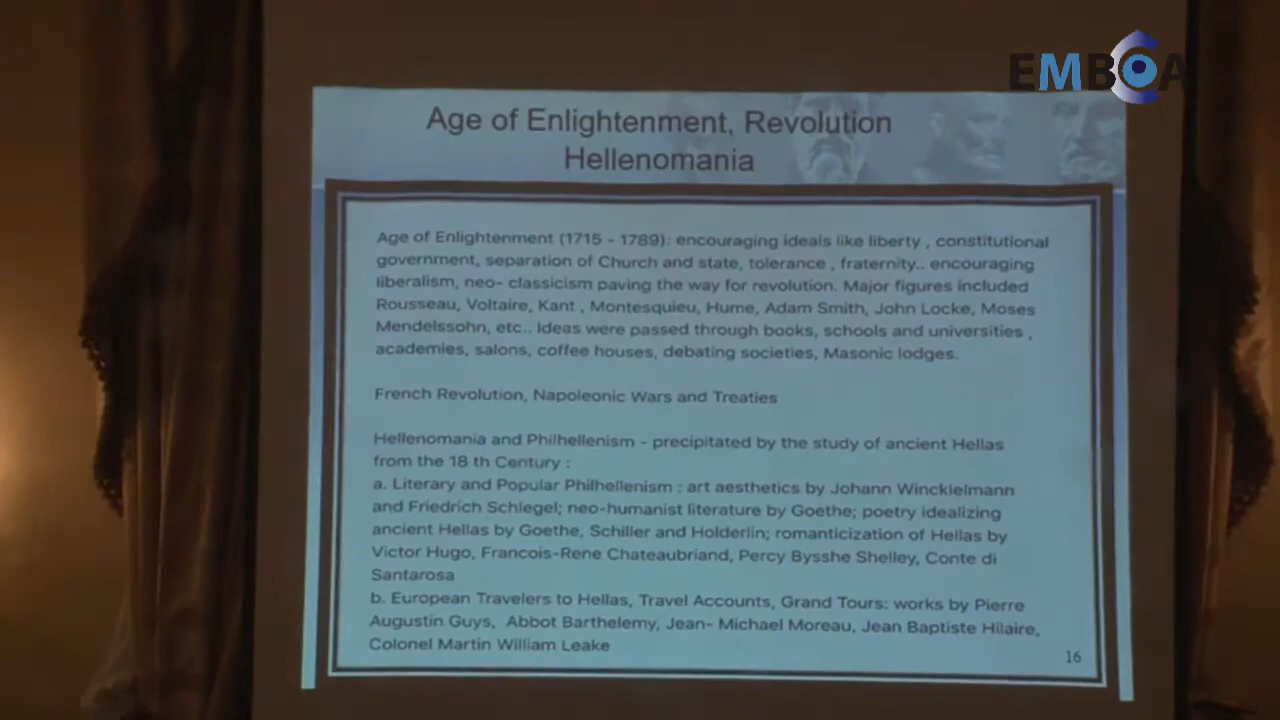 EMBCA
Age of Enlightenment, Revolution
Hellenomania
Age of Enlightenment (1715 - 1789): encouraging ideals like liberty , constitutional
government, separation of Church and state, tolerance , fraternity.. encouraging
liberalism, neo- classicism paving the way for revolution. Major figures included
Rousseau, Voltaire, Kant , Montesquieu, Hume, Adam Smith, John Locke, Moses
Mendelssohn, etc.. Ideas were passed through books, schools and universities ,
academies, salons, coffee houses, debating societies, Masonic lodges.
French Revolution, Napoleonic Wars and Treaties
Hellenomania and Philhellenism - precipitated by the study of ancient Hellas
from the 18 th Century :
a. Literary and Popular Philhellenism : art aesthetics by Johann Winckielmann
and Friedrich Schlegel; neo-humanist literature by Goethe; poetry idealizing
ancient Hellas by Goethe, Schiller and Holderlin; romanticization of Hellas by
Victor Hugo, Francois-Rene Chateaubriand, Percy Bysshe Shelley, Conte di
Santarosa
b. European Travelers to Hellas, Travel Accounts, Grand Tours: works by Pierre
Augustin Guys, Abbot Barthelemy, Jean- Michael Moreau, Jean Baptiste Hilaire,
Colonel Martin William Leake
16